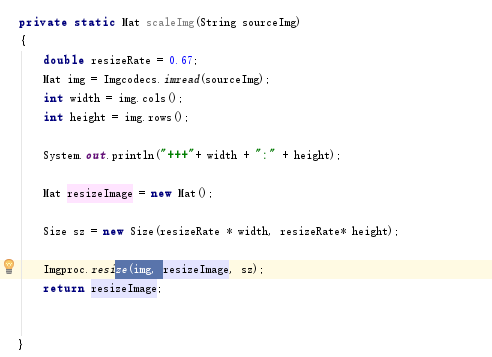 private static Mat scaleImg(String sourceImg)
{
double resizeRate = 0.67;
Mat img = Imgcodecs.imread(sourceImg);
int width = img.cols();
int height = img.rows();
System.out.println("+++"+ width + ":" + height);
Mat resizeImage = new Mat();
Size sz = new Size(resizeRate * width, resizeRate* height);
Imgproc.resize(img, resizeImage, sz);
return resizeImage;
}